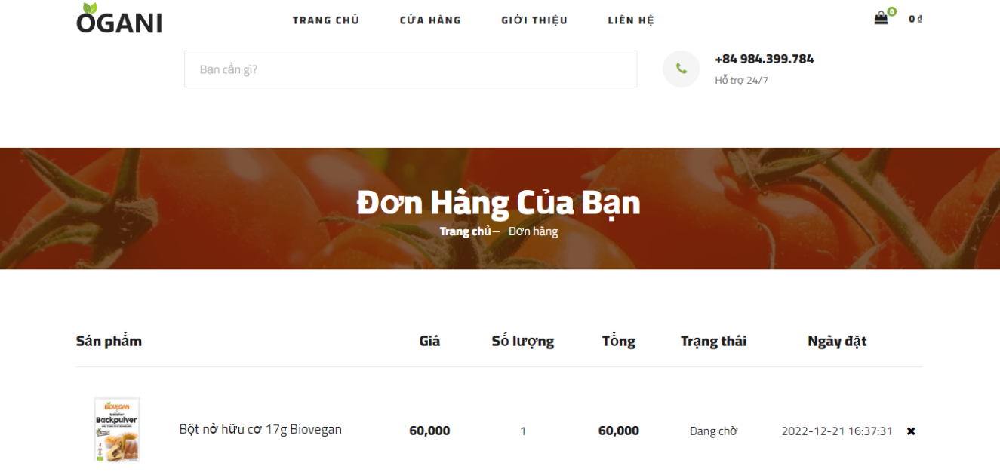 OGANI
TRANG CHỦ CỬA HÀNG GIỚI THIỆU LIÊN HỆ 0 0 ₫
Bạn cần gì?
+84 984.399.784
Hỗ trợ 24/7
Đơn Hàng Của Bạn
Trang chủ– Đơn hàng
Sản phẩm Giá Số lượng Tổng Trạng thái Ngày đặt
BIOVEGAN
Meister
Backpulver
Bột nở hữu cơ 17g Biovegan 60,000 1 60,000 Đang chờ 2022-12-21 16:37:31